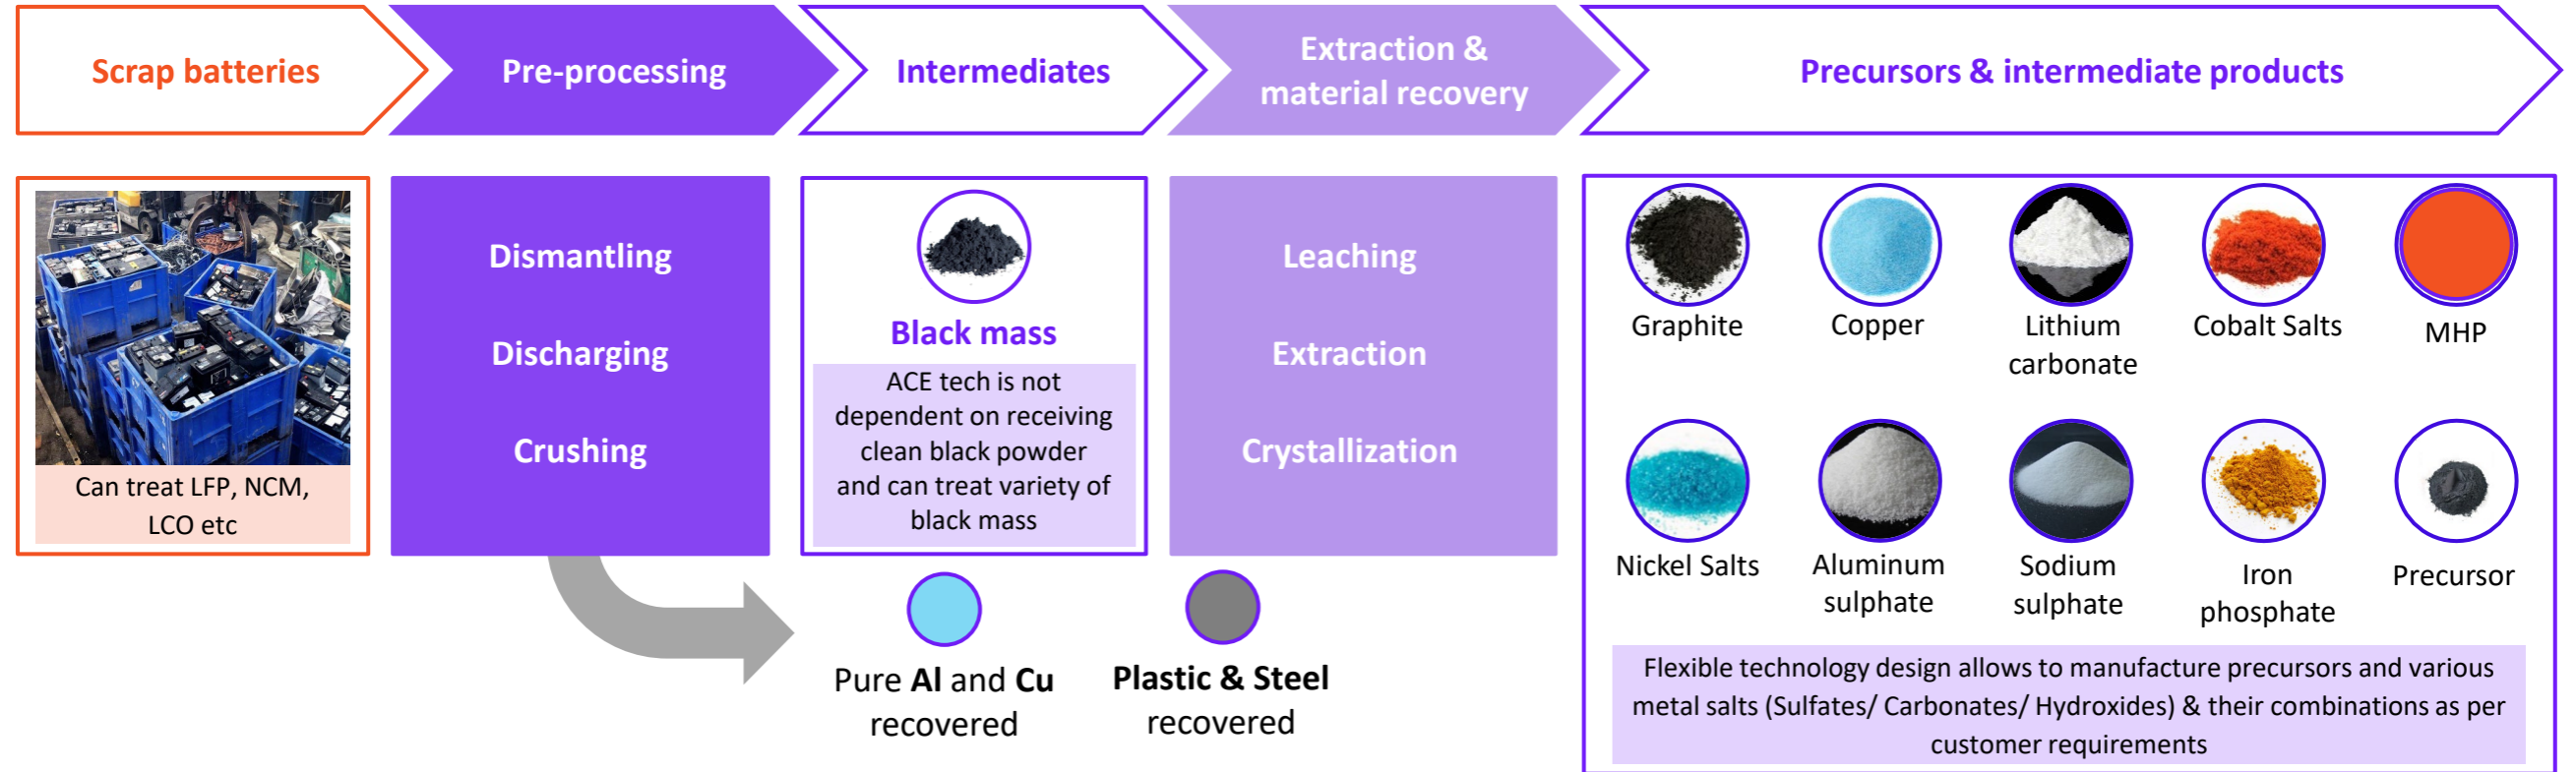 Scrap batteries
Pre-processing
Intermediates
Extraction &
material recovery
Precursors & intermediate products
Can treat LFP, NCM,
LCO etc
Dismantling
Discharging
Crushing
Black mass
ACE tech is not
dependent on receiving
clean black powder
and can treat variety of
black mass
Leaching
Extraction
Crystallization
Pure Al and Cu
recovered
Plastic & Steel
recovered
Graphite
Copper
Lithium
carbonate
Cobalt Salts
MHP
Nickel Salts
Aluminum
sulphate
Sodium
sulphate
Iron
phosphate
Precursor
Flexible technology design allows to manufacture precursors and various
metal salts (Sulfates/ Carbonates/ Hydroxides) & their combinations as per
customer requirements